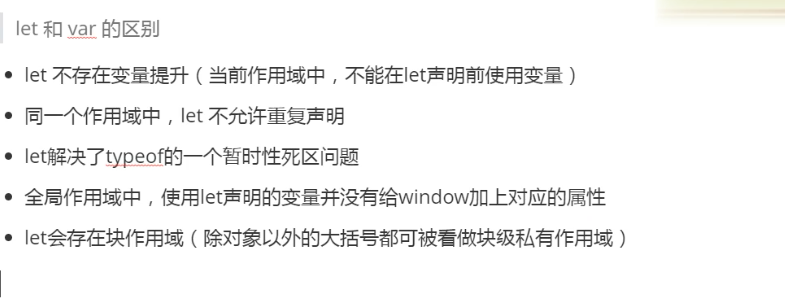 let 和 var 的区别
let 不存在变量提升（当前作用域中，不能在let声明前使用变量）
同一个作用域中，let 不允许重复声明
let解决了typeof的一个暂时性死区问题
全局作用域中，使用let声明的变量并没有给window加上对应的属性
let会存在块作用域（除对象以外的大括号都可被看做块级私有作用域）